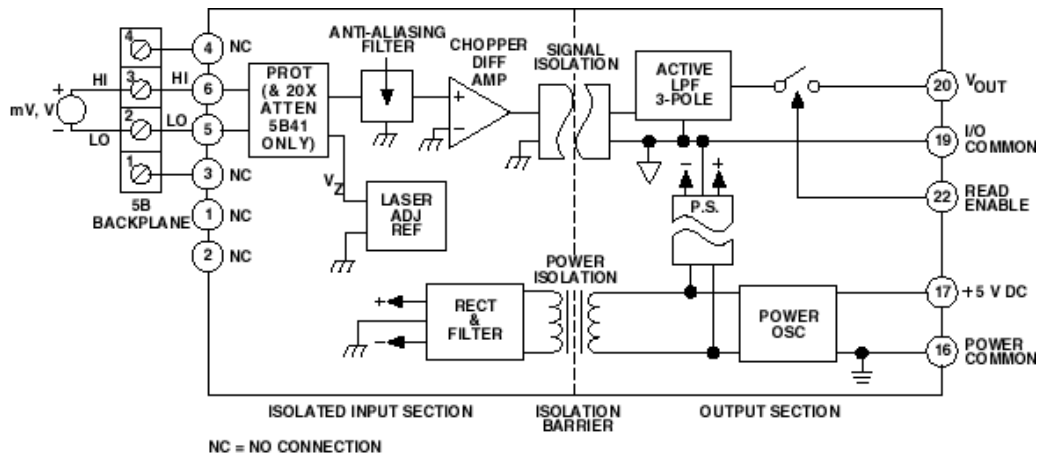 ANTI-ALIASING
FILTER
CHOPPER
DIFF
AMP
SIGNAL
ISOLATION
ACTIVE
LPF
3-POLE
PROT
(& 20X
ATTEN
5B41
ONLY)
4
4
NC
HI
3
HI
6
+
mV, V
−
LO
2
LO
5
1
3
NC
5B
BACKPLANE
1
NC
2
NC
VZ
LASER
ADJ
REF
+
−
20
VOUT
19
I/O
COMMON
22
READ
ENABLE
−
+
P.S.
POWER
ISOLATION
+
−
RECT
&
FILTER
POWER
OSC
17
+5 V DC
16
POWER
COMMON
ISOLATED INPUT SECTION
ISOLATION
BARRIER
OUTPUT SECTION
NC = NO CONNECTION